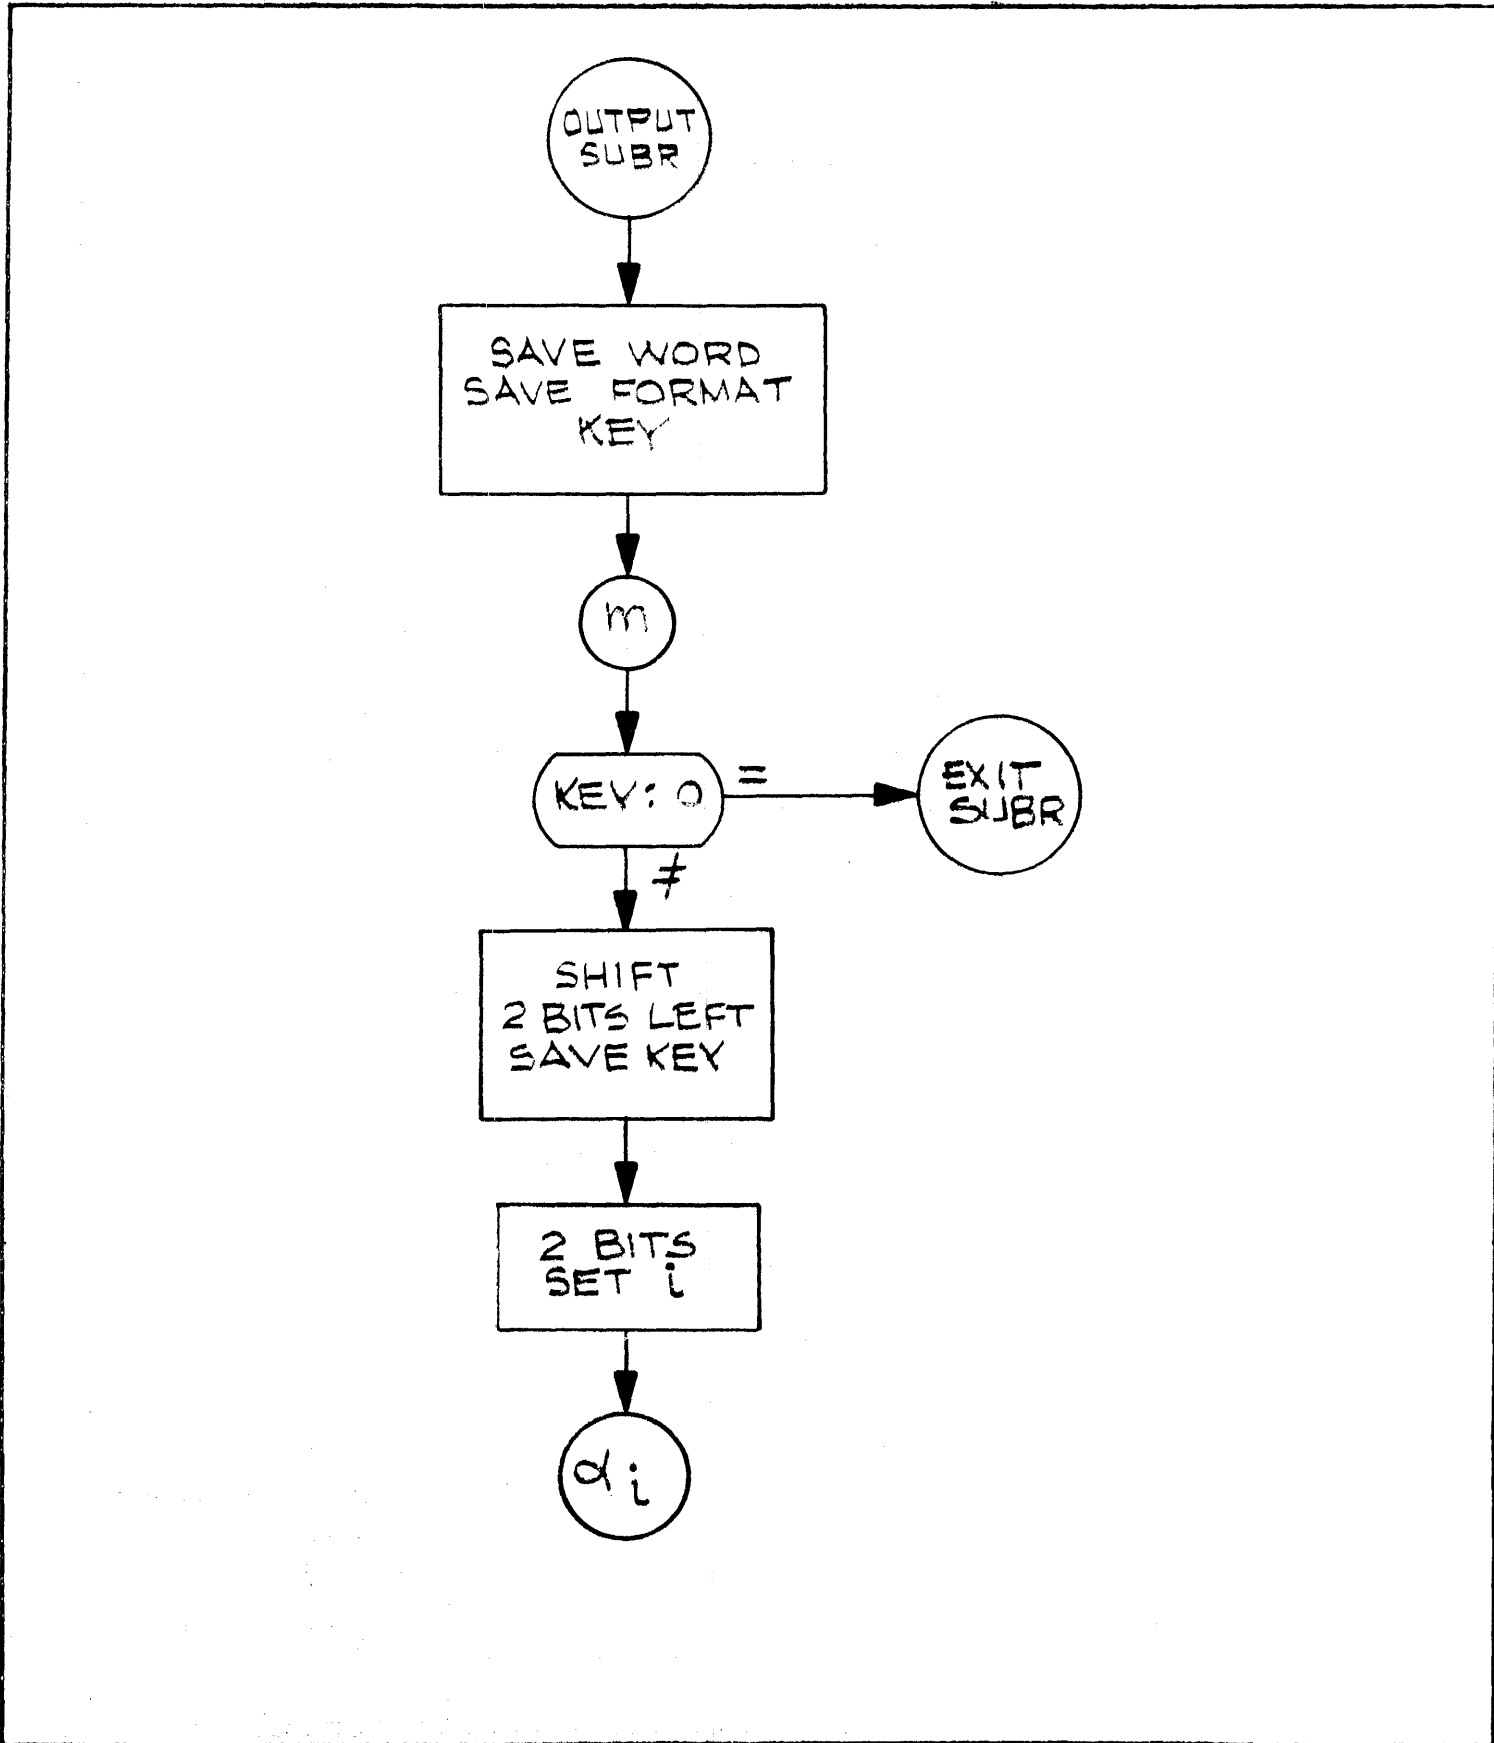 OUTPUT
SUBR
SAVE WORD
SAVE FORMAT
KEY
m
KEY: O
=
EXIT
SUBR
≠
SHIFT
2 BITS LEFT
SAVE KEY
2 BITS
SET i
αi